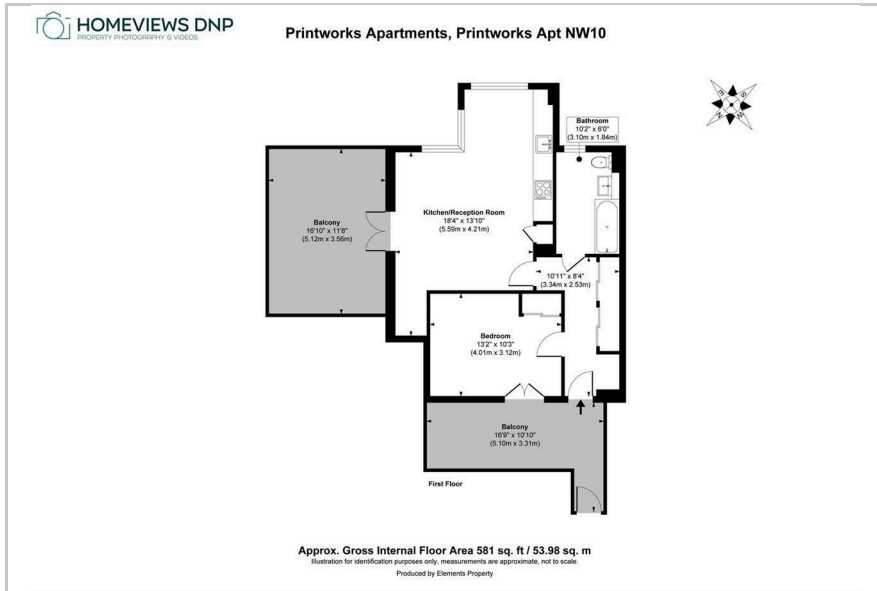 HOMEVIEWS DNP
PROPERTY PHOTOGRAPHY & VIDEOS
Printworks Apartments, Printworks Apt NW10
E
S
N
W
Bathroom
10'2" x 6'0"
(3.10m x 1.84m)
Balcony
16'10" x 11'8"
(5.12m x 3.56m)
Kitchen/Reception Room
18'4" x 13'10"
(5.59m x 4.21m)
10'11" x 8'4"
(3.34m x 2.53m)
Bedroom
13'2" x 10'3"
(4.01m x 3.12m)
Balcony
16'9" x 10'10"
(5.10m x 3.31m)
First Floor
Approx. Gross Internal Floor Area 581 sq. ft / 53.98 sq. m
Illustration for identification purposes only, measurements are approximate, not to scale.
Produced by Elements Property